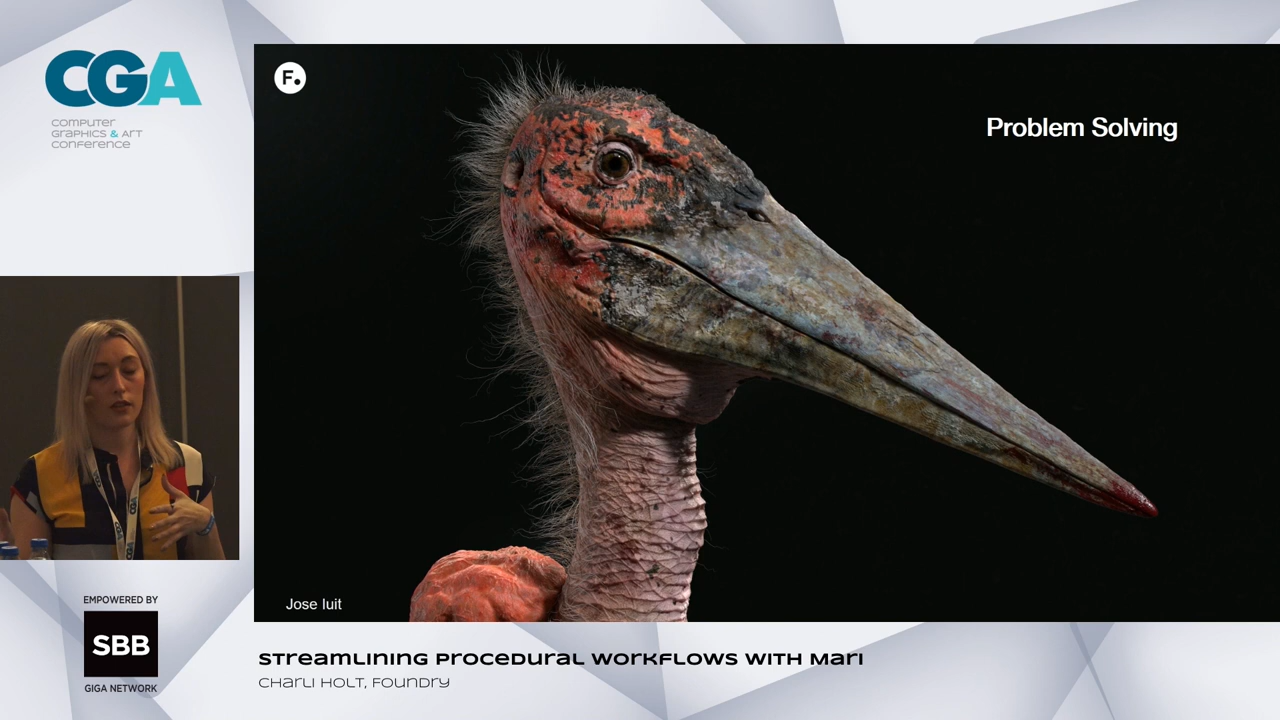 CGA
COMPUTER
GRAPHICS & ART
CONFERENCE
F.
Problem Solving
Jose Iuit
EMPOWERED BY
SBB
GIGA NETWORK
Streamlining Procedural Workflows with Mari
Charli Holt, Foundry